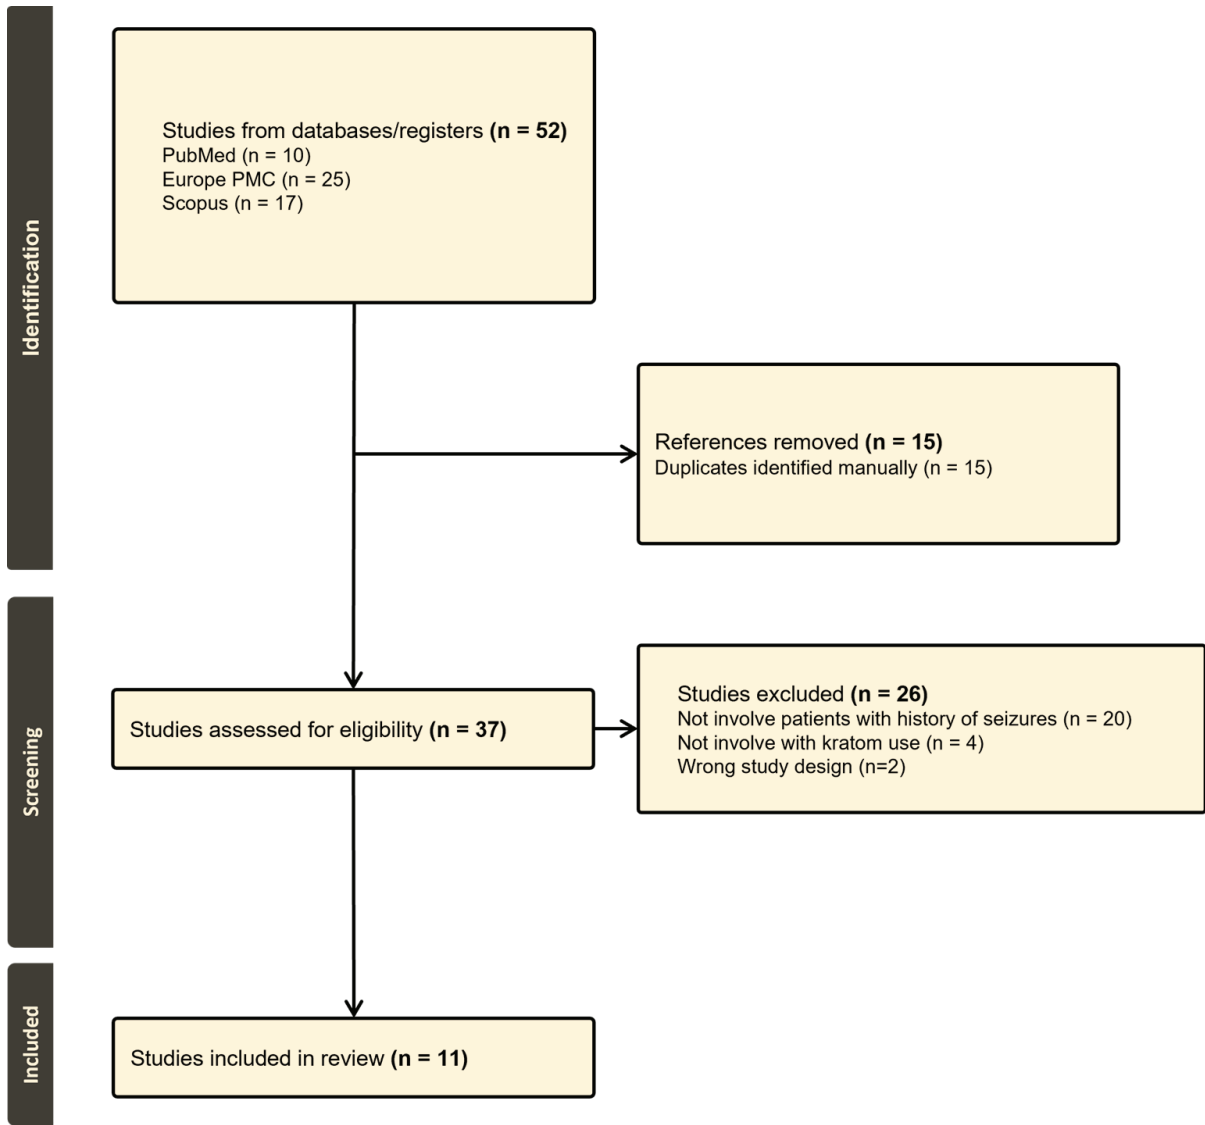 Identification
Studies from databases/registers (n = 52)
PubMed (n = 10)
Europe PMC (n = 25)
Scopus (n = 17)
References removed (n = 15)
Duplicates identified manually (n = 15)
Screening
Studies assessed for eligibility (n = 37)
Studies excluded (n = 26)
Not involve patients with history of seizures (n = 20)
Not involve with kratom use (n = 4)
Wrong study design (n=2)
Included
Studies included in review (n = 11)